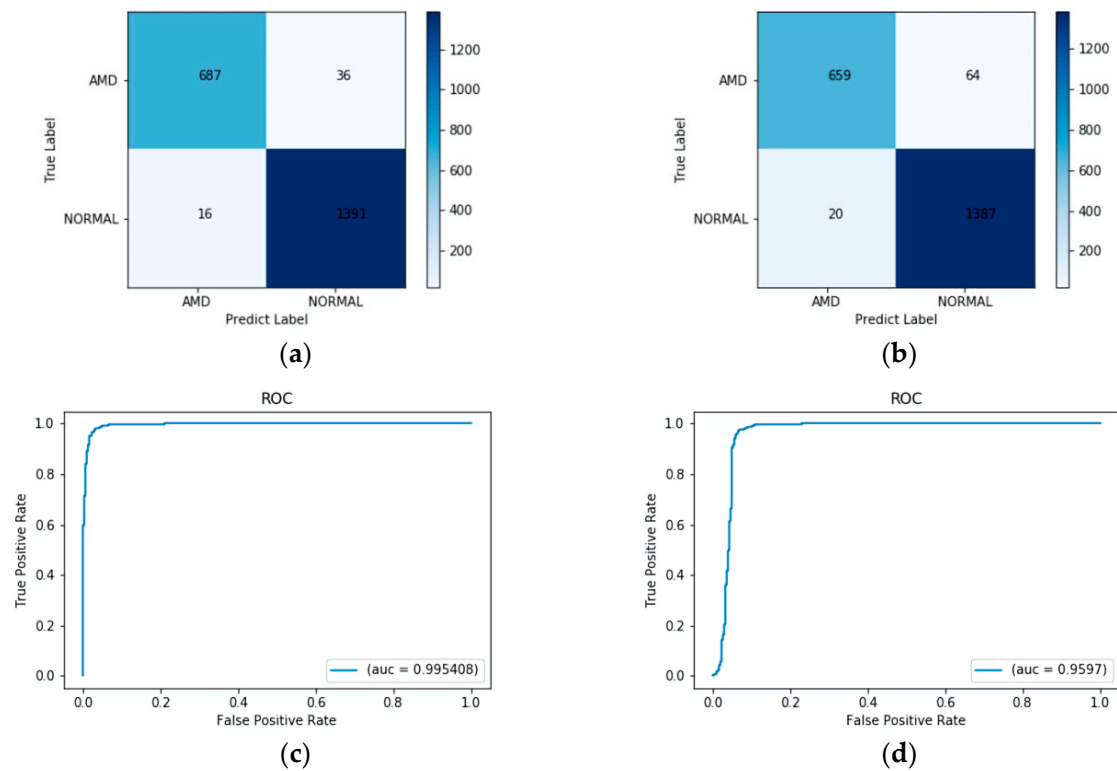 AMD
687
36
True Label
NORMAL
16
1391
AMD
NORMAL
Predict Label
1200
1000
800
600
400
200
(a)
AMD
659
64
True Label
NORMAL
20
1387
AMD
NORMAL
Predict Label
1200
1000
800
600
400
200
(b)
ROC
1.0
0.8
0.6
0.4
0.2
0.0
True Positive Rate
(auc = 0.995408)
0.0
0.2
0.4
0.6
0.8
1.0
False Positive Rate
(c)
ROC
1.0
0.8
0.6
0.4
0.2
0.0
True Positive Rate
(auc = 0.9597)
0.0
0.2
0.4
0.6
0.8
1.0
False Positive Rate
(d)